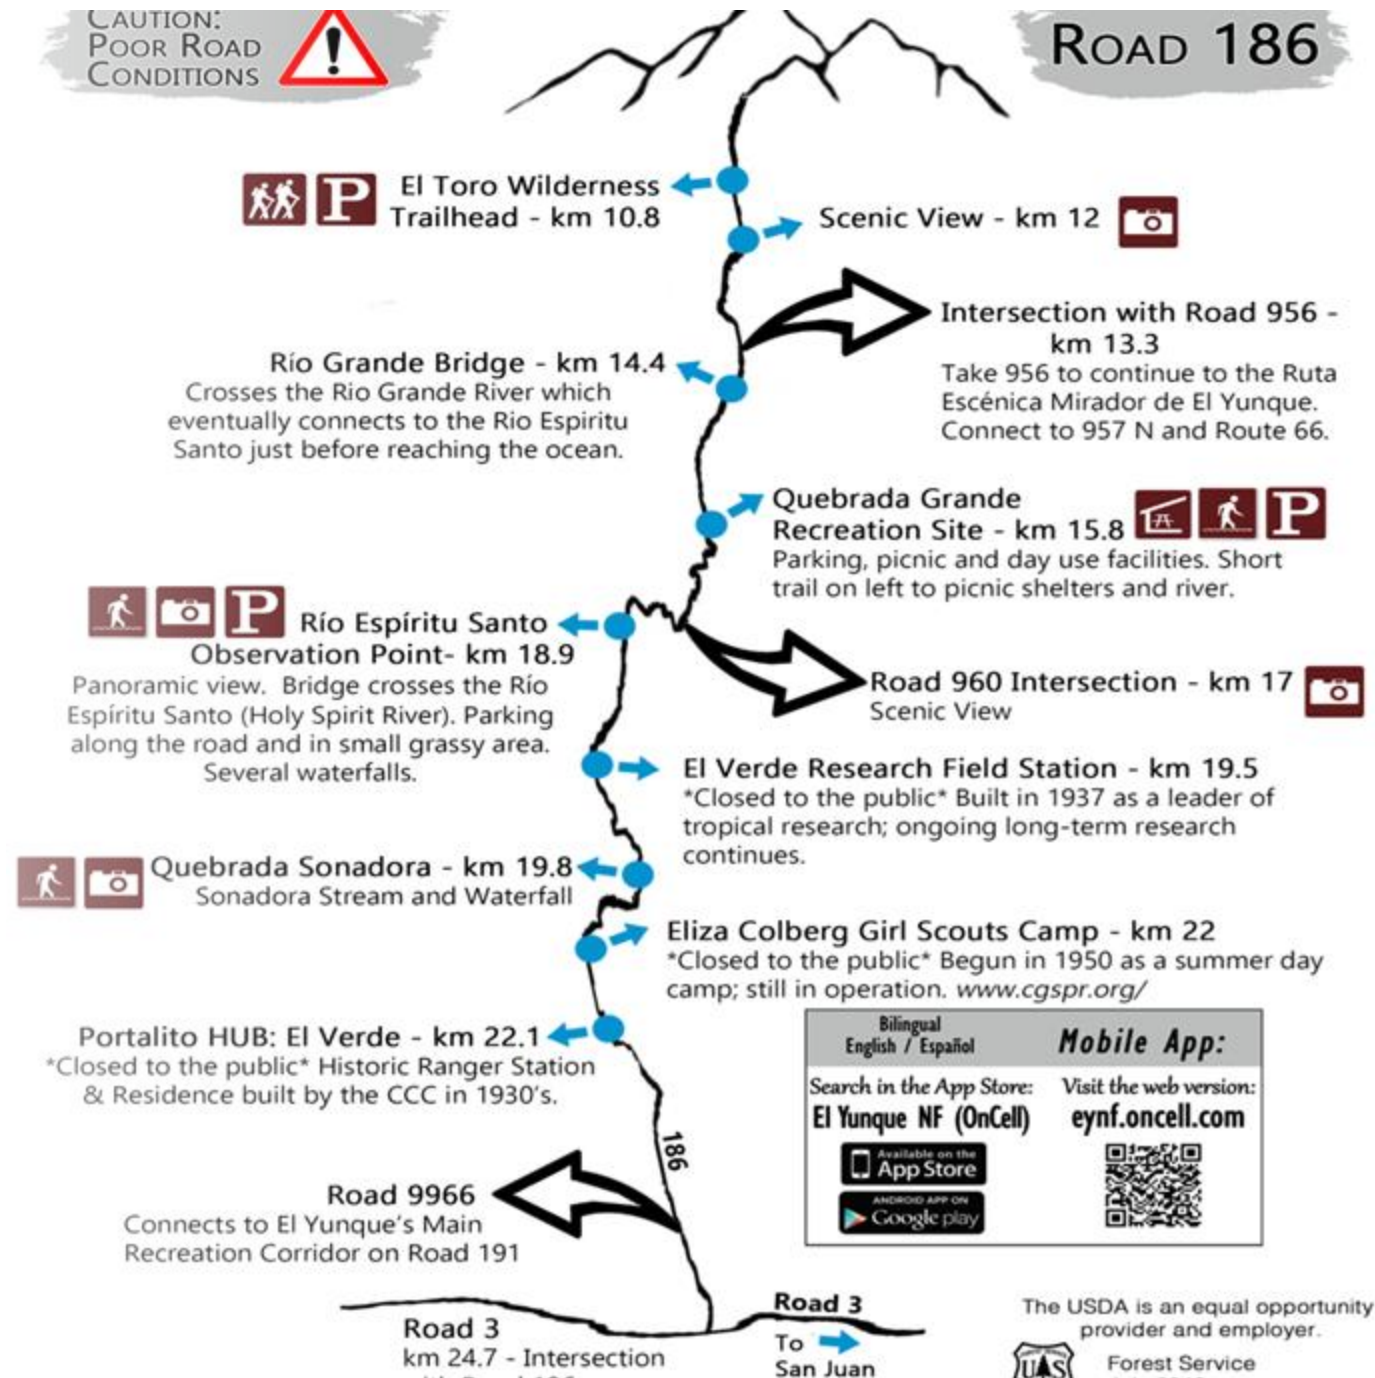 CAUTION:
POOR ROAD
CONDITIONS
ROAD 186
El Toro Wilderness
Trailhead - km 10.8
Scenic View - km 12
Intersection with Road 956 -
km 13.3
Take 956 to continue to the Ruta
Escénica Mirador de El Yunque.
Connect to 957 N and Route 66.
Río Grande Bridge - km 14.4
Crosses the Rio Grande River which
eventually connects to the Rio Espiritu
Santo just before reaching the ocean.
Quebrada Grande
Recreation Site - km 15.8
Parking, picnic and day use facilities. Short
trail on left to picnic shelters and river.
P
P
P
Río Espíritu Santo
Observation Point- km 18.9
Panoramic view. Bridge crosses the Río
Espíritu Santo (Holy Spirit River). Parking
along the road and in small grassy area.
Several waterfalls.
Road 960 Intersection - km 17
Scenic View
El Verde Research Field Station - km 19.5
*Closed to the public* Built in 1937 as a leader of
tropical research; ongoing long-term research
continues.
Quebrada Sonadora - km 19.8
Sonadora Stream and Waterfall
Eliza Colberg Girl Scouts Camp - km 22
*Closed to the public* Begun in 1950 as a summer day
camp; still in operation. www.cgspr.org/
Portalito HUB: El Verde - km 22.1
*Closed to the public* Historic Ranger Station
& Residence built by the CCC in 1930's.
Bilingual
English / Español
Mobile App:
Search in the App Store:
El Yunque NF (OnCell)
Visit the web version:
eynf.oncell.com
Available on the
App Store
ANDROID APP ON
Google play
186
Road 9966
Connects to El Yunque's Main
Recreation Corridor on Road 191
Road 3
km 24.7 - Intersection
Road 3
To
San Juan
The USDA is an equal opportunity
provider and employer.
Forest Service
US